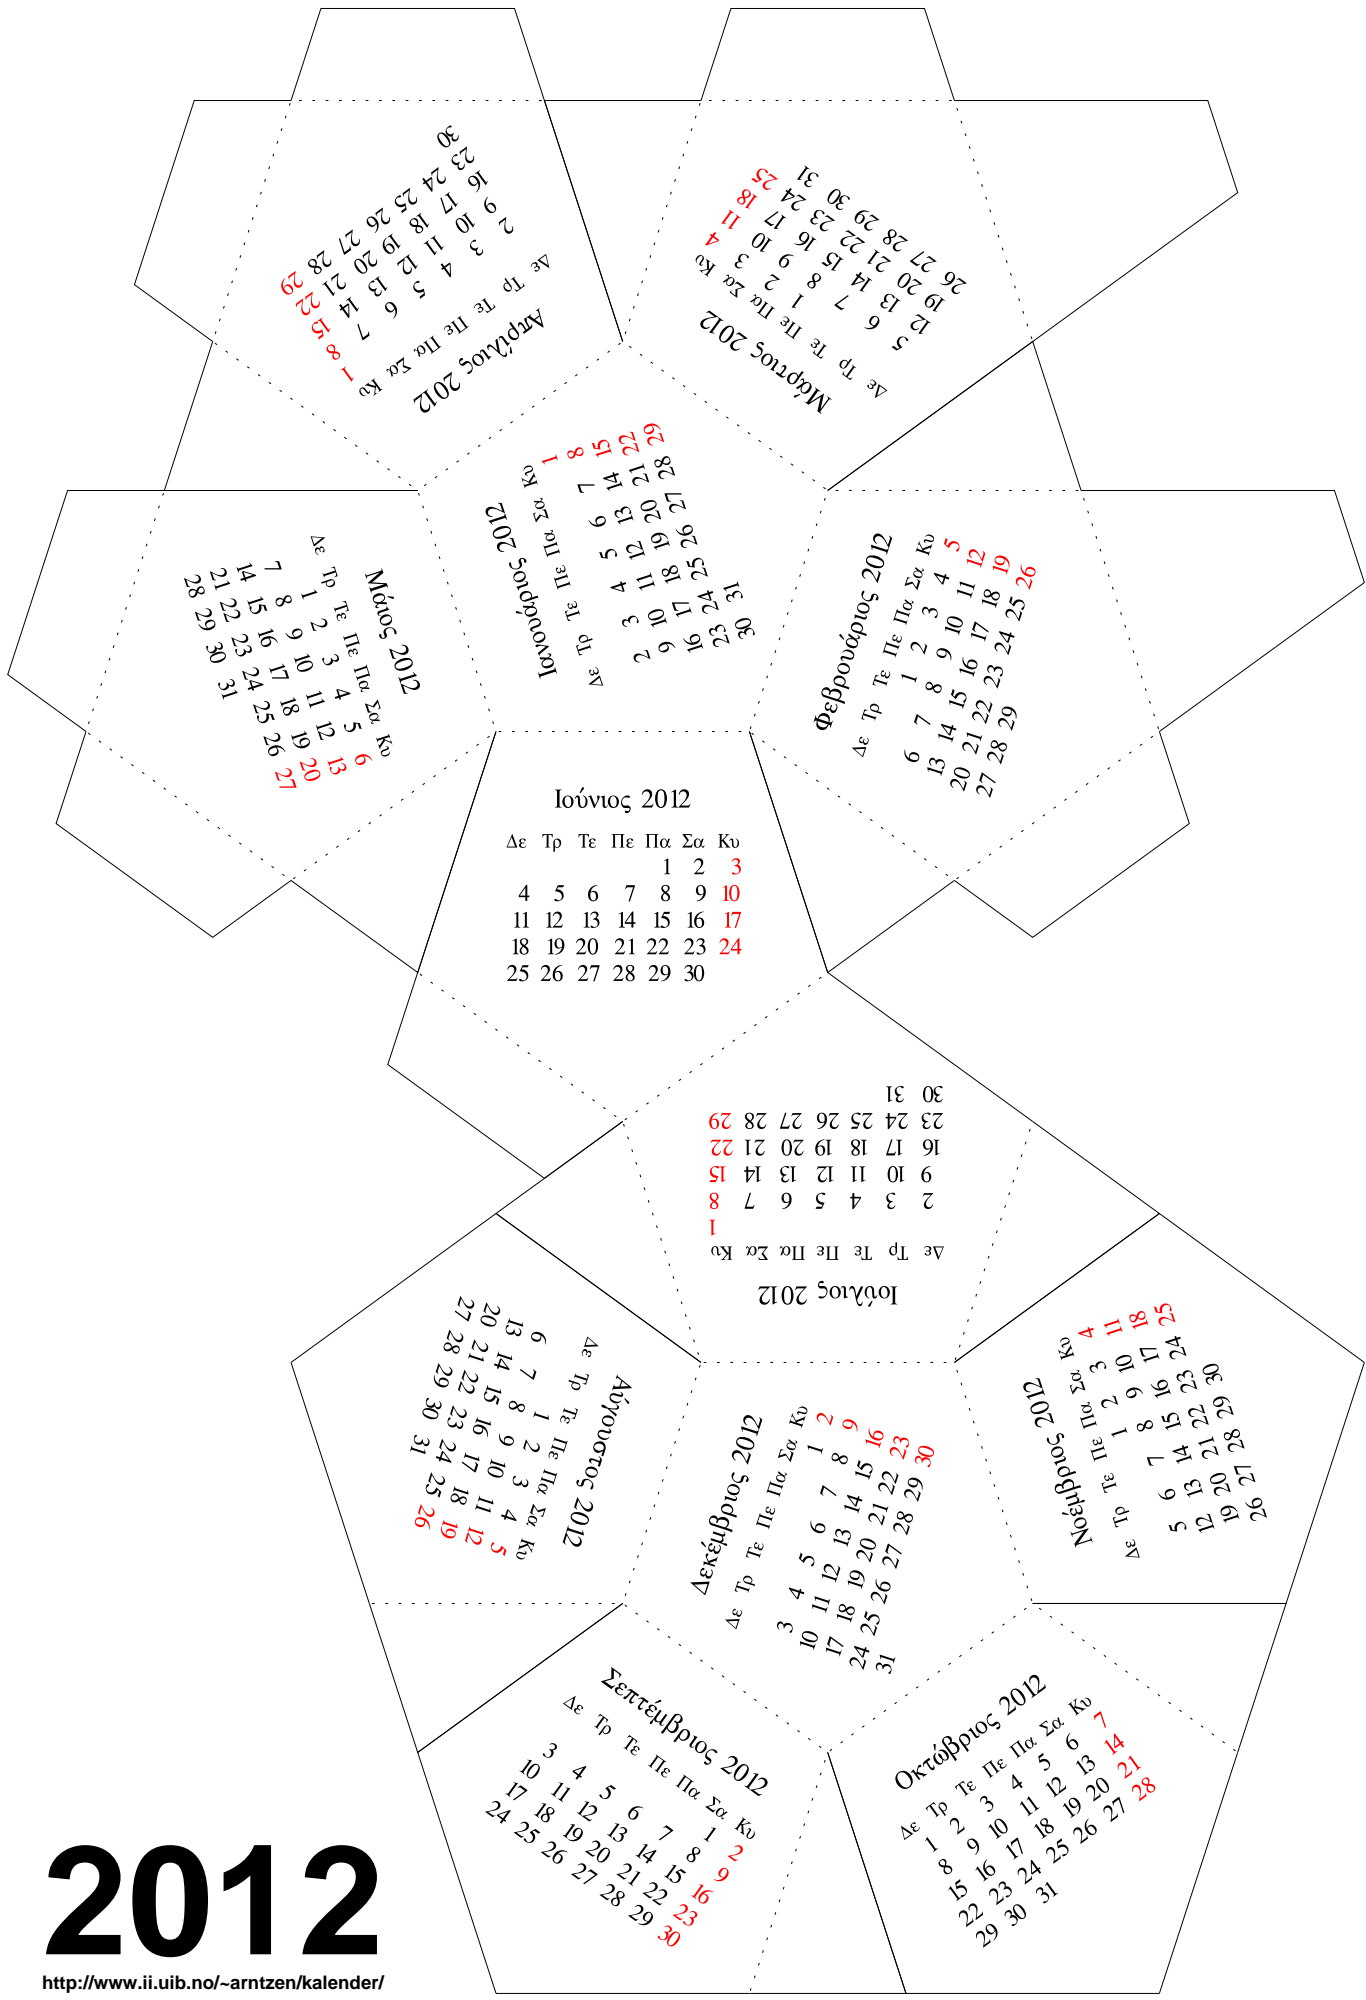 Ιανουάριος 2012
Δε Τρ Τε Πε Πα Σα Κυ
1
2 3 4 5 6 7 8
9 10 11 12 13 14 15
16 17 18 19 20 21 22
23 24 25 26 27 28 29
30 31
Φεβρουάριος 2012
Δε Τρ Τε Πε Πα Σα Κυ
1 2 3 4 5
6 7 8 9 10 11 12
13 14 15 16 17 18 19
20 21 22 23 24 25 26
27 28 29
Μάρτιος 2012
Δε Τρ Τε Πε Πα Σα Κυ
1 2 3 4
5 6 7 8 9 10 11
12 13 14 15 16 17 18
19 20 21 22 23 24 25
26 27 28 29 30 31
Απρίλιος 2012
Δε Τρ Τε Πε Πα Σα Κυ
1
2 3 4 5 6 7 8
9 10 11 12 13 14 15
16 17 18 19 20 21 22
23 24 25 26 27 28 29
30
Μάιος 2012
Δε Τρ Τε Πε Πα Σα Κυ
1 2 3 4 5 6
7 8 9 10 11 12 13
14 15 16 17 18 19 20
21 22 23 24 25 26 27
28 29 30 31
Ιούνιος 2012
Δε Τρ Τε Πε Πα Σα Κυ
1 2 3
4 5 6 7 8 9 10
11 12 13 14 15 16 17
18 19 20 21 22 23 24
25 26 27 28 29 30
Ιούλιος 2012
Δε Τρ Τε Πε Πα Σα Κυ
1
2 3 4 5 6 7 8
9 10 11 12 13 14 15
16 17 18 19 20 21 22
23 24 25 26 27 28 29
30 31
Αύγουστος 2012
Δε Τρ Τε Πε Πα Σα Κυ
1 2 3 4 5
6 7 8 9 10 11 12
13 14 15 16 17 18 19
20 21 22 23 24 25 26
27 28 29 30 31
Σεπτέμβριος 2012
Δε Τρ Τε Πε Πα Σα Κυ
1 2
3 4 5 6 7 8 9
10 11 12 13 14 15 16
17 18 19 20 21 22 23
24 25 26 27 28 29 30
Οκτώβριος 2012
Δε Τρ Τε Πε Πα Σα Κυ
1 2 3 4 5 6 7
8 9 10 11 12 13 14
15 16 17 18 19 20 21
22 23 24 25 26 27 28
29 30 31
Νοέμβριος 2012
Δε Τρ Τε Πε Πα Σα Κυ
1 2 3 4
5 6 7 8 9 10 11
12 13 14 15 16 17 18
19 20 21 22 23 24 25
26 27 28 29 30
Δεκέμβριος 2012
Δε Τρ Τε Πε Πα Σα Κυ
1 2
3 4 5 6 7 8 9
10 11 12 13 14 15 16
17 18 19 20 21 22 23
24 25 26 27 28 29 30
31
2012
http://www.ii.uib.no/~arntzen/kalender/